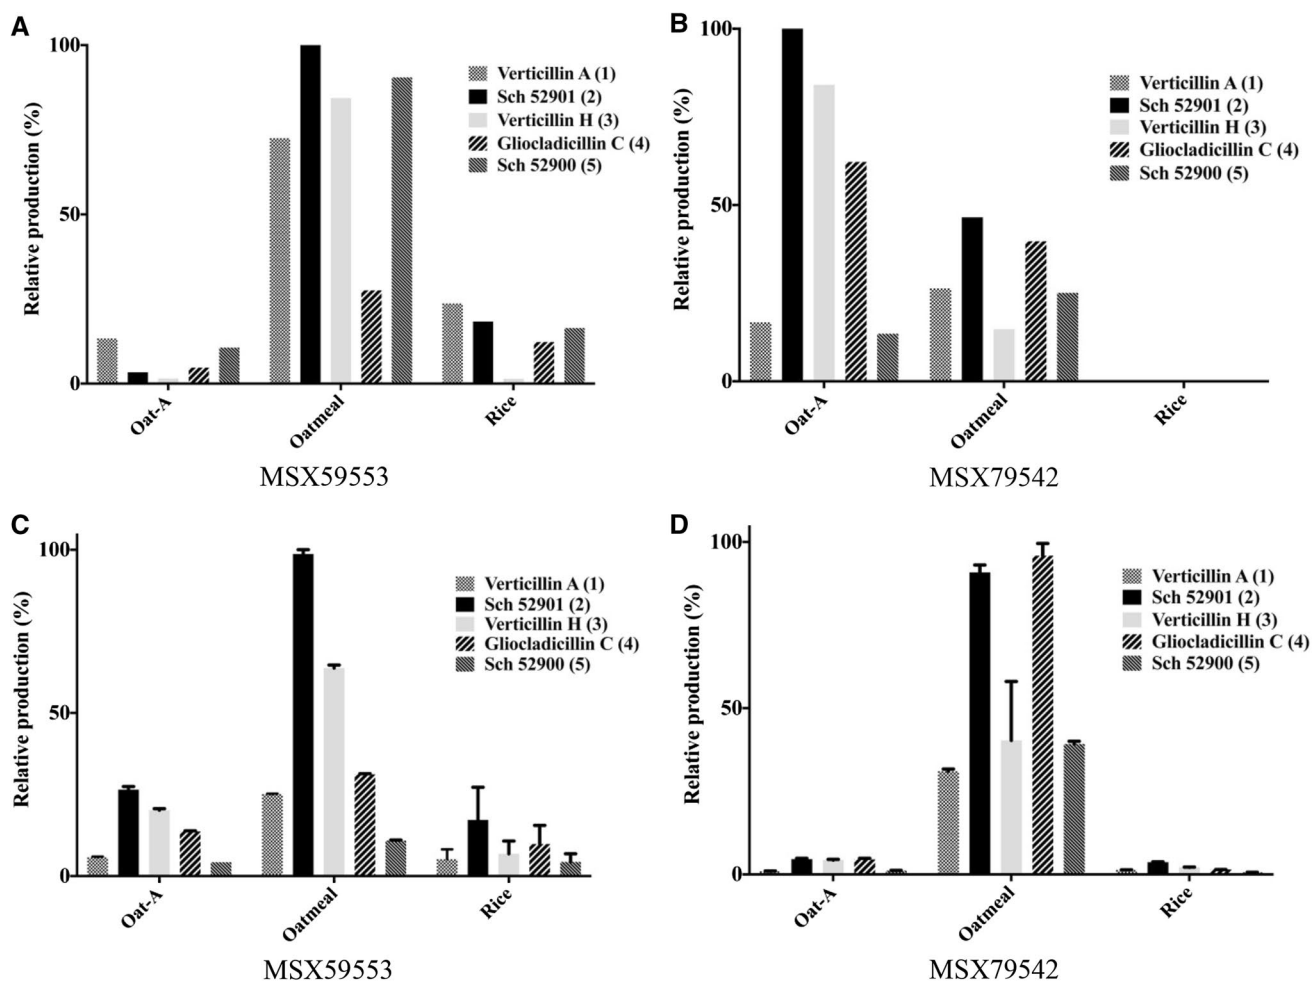 A
Relative production (%)
100
50
0
Verticillin A (1)
Sch 52901 (2)
Verticillin H (3)
Gliocladicillin C (4)
Sch 52900 (5)
Oat-A
Oatmeal
Rice
MSX59553
B
Relative production (%)
100
50
0
Verticillin A (1)
Sch 52901 (2)
Verticillin H (3)
Gliocladicillin C (4)
Sch 52900 (5)
Oat-A
Oatmeal
Rice
MSX79542
C
Relative production (%)
100
50
0
Verticillin A (1)
Sch 52901 (2)
Verticillin H (3)
Gliocladicillin C (4)
Sch 52900 (5)
Oat-A
Oatmeal
Rice
MSX59553
D
Relative production (%)
100
50
0
Verticillin A (1)
Sch 52901 (2)
Verticillin H (3)
Gliocladicillin C (4)
Sch 52900 (5)
Oat-A
Oatmeal
Rice
MSX79542